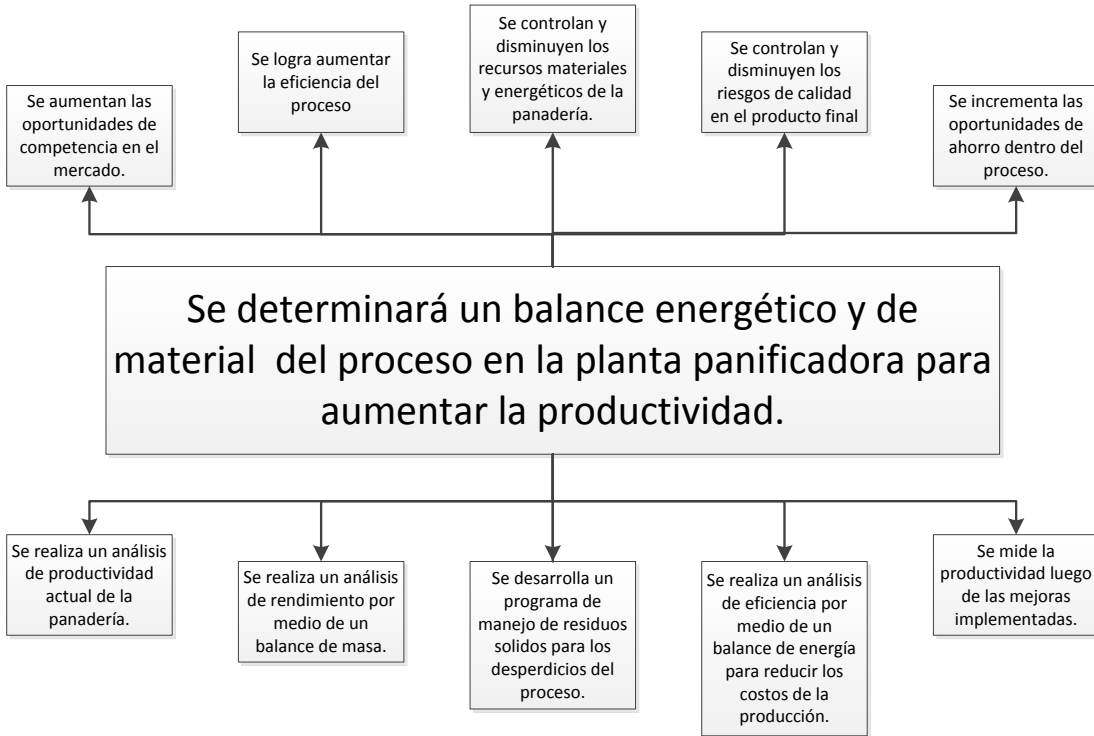 Se aumentan las
oportunidades de
competencia en el
mercado.
Se logra aumentar
la eficiencia del
proceso
Se controlan y
disminuyen los
recursos materiales
y energéticos de la
panadería.
Se controlan y
disminuyen los
riesgos de calidad
en el producto final
Se incrementa las
oportunidades de
ahorro dentro del
proceso.
Se determinará un balance energético y de
material del proceso en la planta panificadora para
aumentar la productividad.
Se realiza un análisis
de productividad
actual de la
panadería.
Se realiza un análisis
de rendimiento por
medio de un
balance de masa.
Se desarrolla un
programa de
manejo de residuos
solidos para los
desperdicios del
proceso.
Se realiza un análisis
de eficiencia por
medio de un
balance de energía
para reducir los
costos de la
producción.
Se mide la
productividad luego
de las mejoras
implementadas.